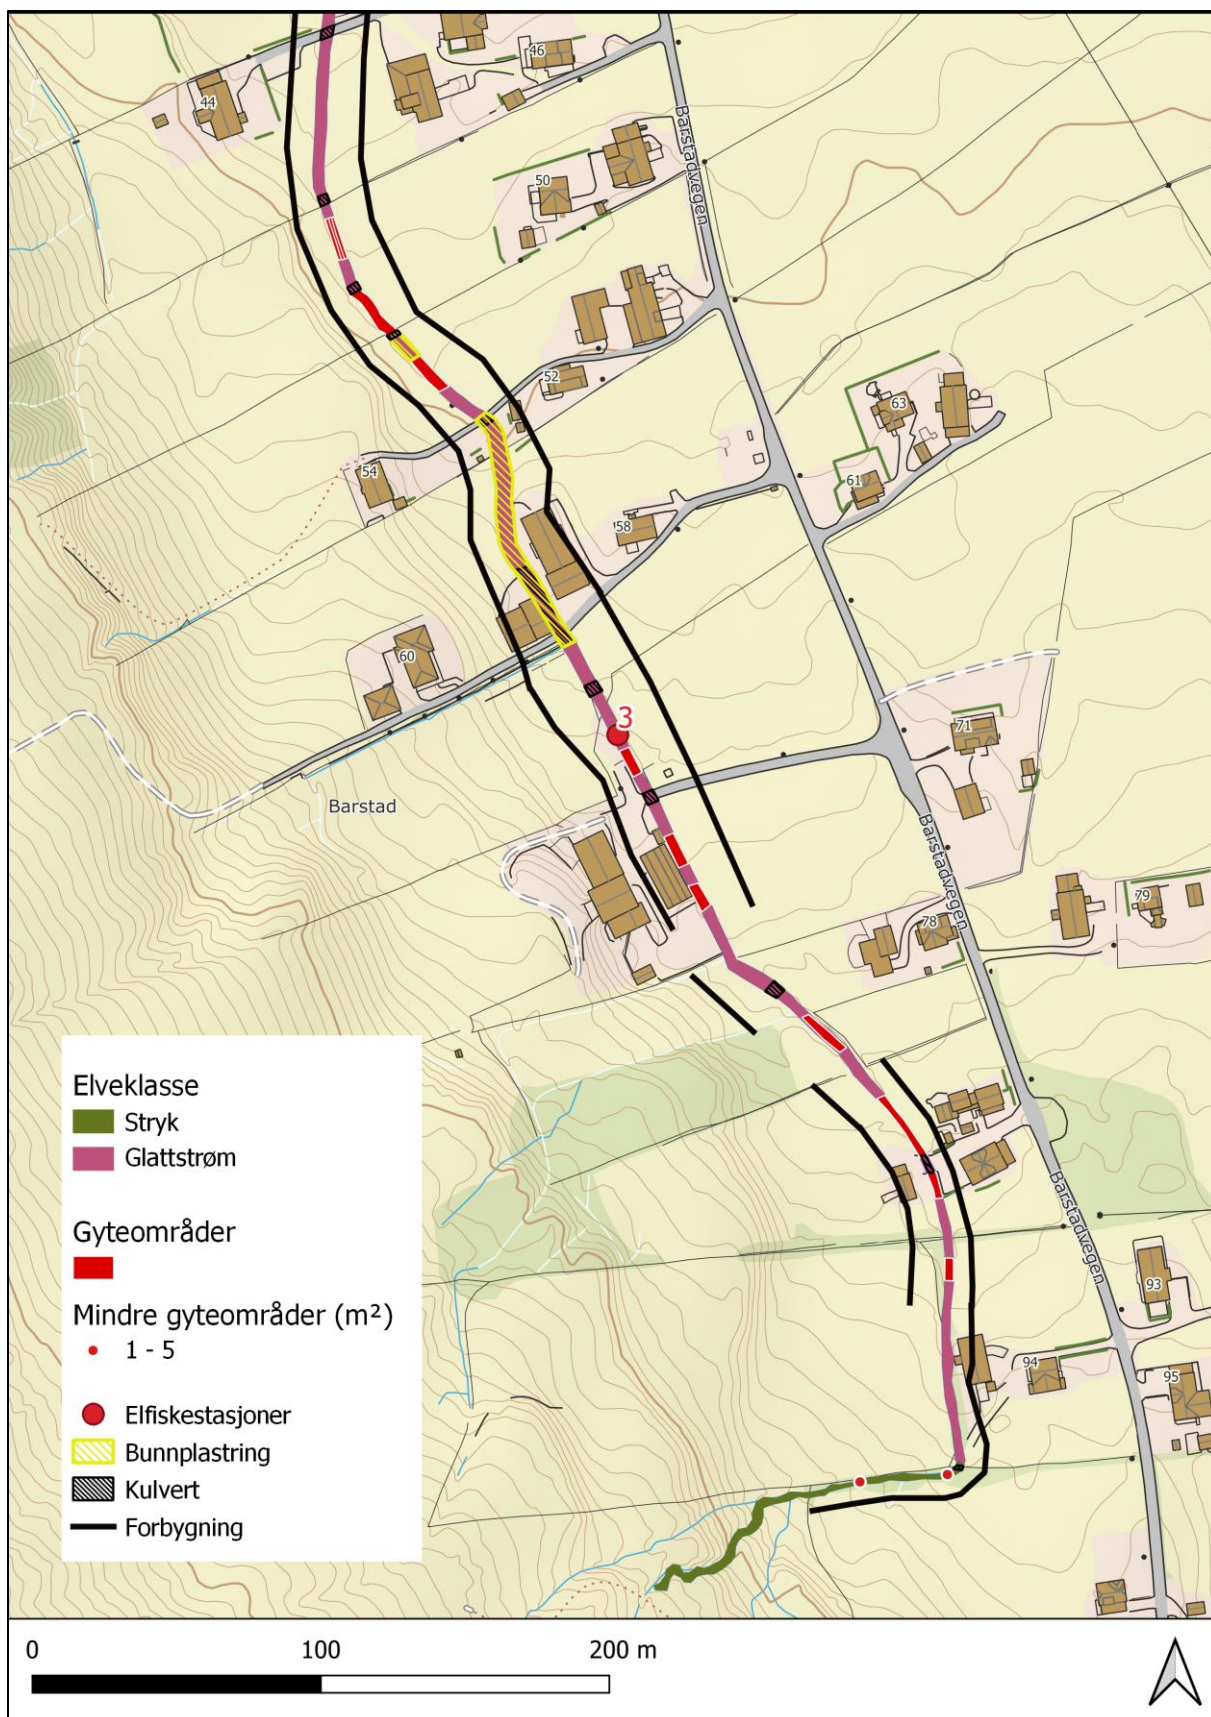 46
44
Barstadvegen
50
52
63
54
61
58
60
3
71
Barstad
Barstadvegen
79
78
Elveklasse
Stryk
Glattstrøm
Barstadvegen
Gyteområder
93
Mindre gyteområder (m²)
1 - 5
94
95
Elfiskestasjoner
Bunnplastring
Kulvert
Forbygning
0 100 200 m